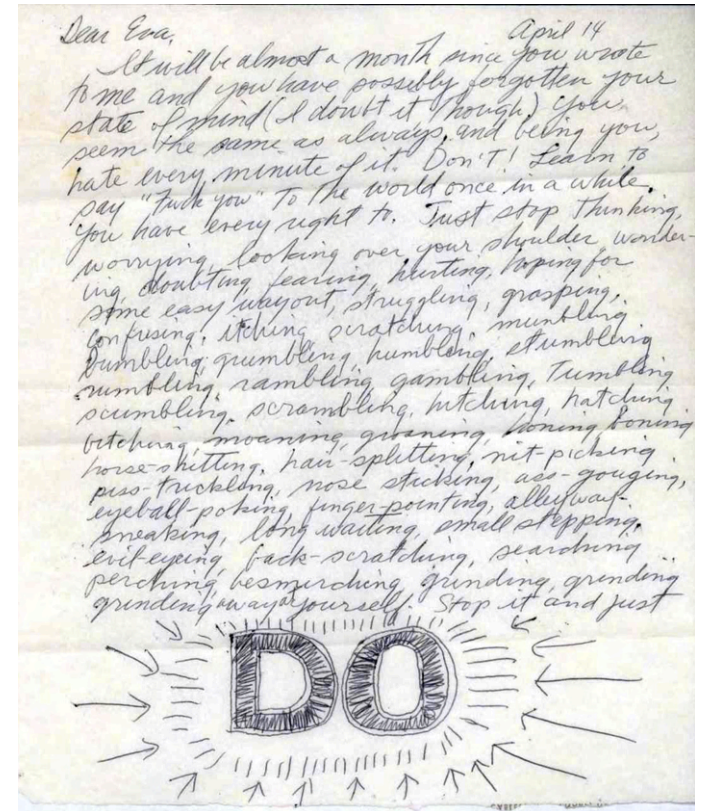 Dear Eva,                                    April 14
It will be almost a month since you wrote
to me and you have possibly forgotten your
state of mind (I doubt it though). You
seem the same as always, and being you,
hate every minute of it. Don't! Learn to
say "Fuck You" to the world once in a while.
You have every right to. Just stop thinking,
worrying, looking over your shoulder, wonder-
ing, doubting, fearing, hurting, hoping for
some easy way out, struggling, grasping,
confusing, itching, scratching, mumbling
bumbling, grumbling, humbling, stumbling
rumbling, rambling, gambling, tumbling
scumbling, scrambling, hitching, hatching
bitching, moaning, groaning, honing, boning
horse-shitting, hair-splitting, nit-picking
piss-trickling, nose sticking, ass-gouging,
eyeball-poking, finger-pointing, alleyway-
sneaking, long waiting, small stepping,
evil-eyeing, back-scratching, searching
perching, besmirching, grinding, grinding
grinding away at yourself. Stop it and just
DO